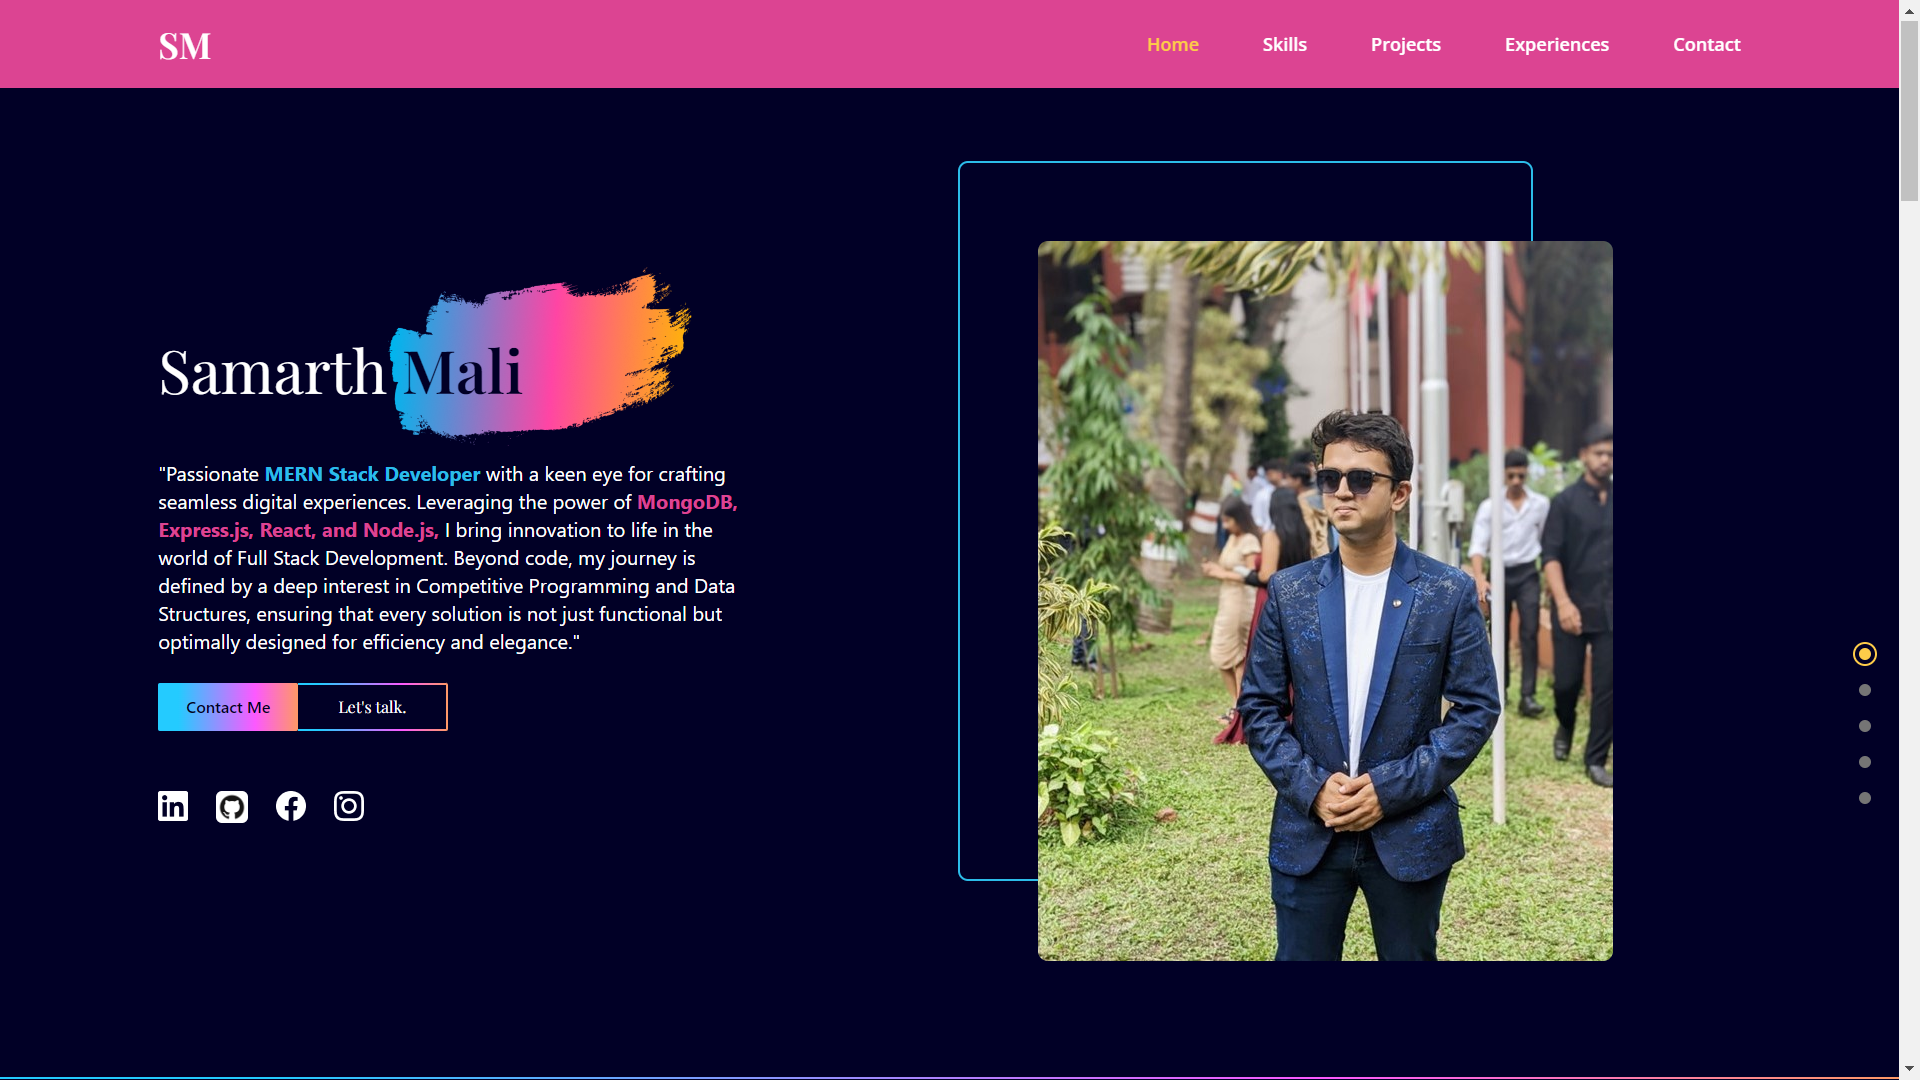 SM
Home Skills Projects Experiences Contact
Samarth Mali
"Passionate MERN Stack Developer with a keen eye for crafting
seamless digital experiences. Leveraging the power of MongoDB,
Express.js, React, and Node.js, I bring innovation to life in the
world of Full Stack Development. Beyond code, my journey is
defined by a deep interest in Competitive Programming and Data
Structures, ensuring that every solution is not just functional but
optimally designed for efficiency and elegance."
Contact Me
Let's talk.